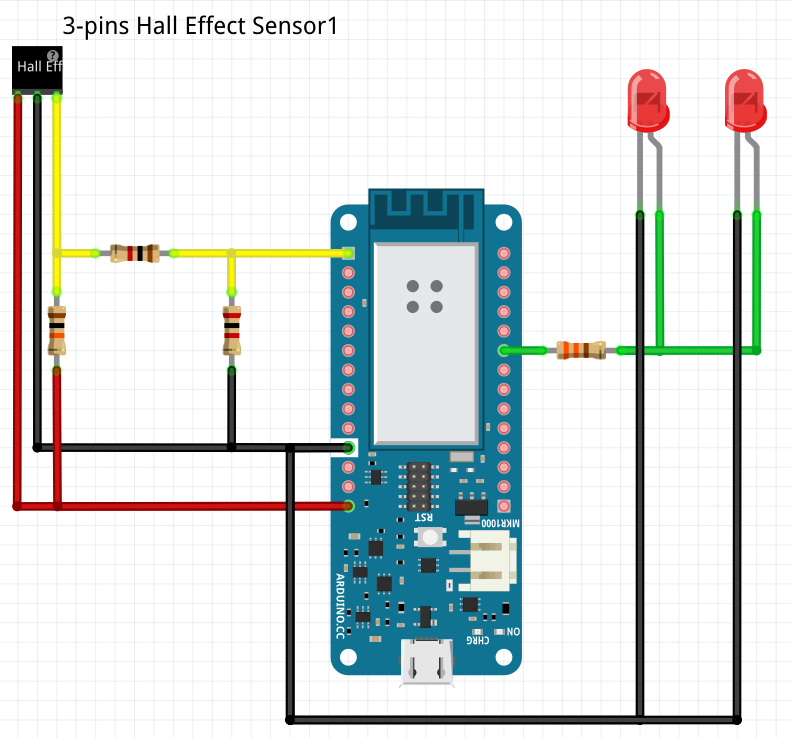 3-pins Hall Effect Sensor1
?
Hall Eff
RST
MKR1000
ARDUINO.CC
ON
CHRG